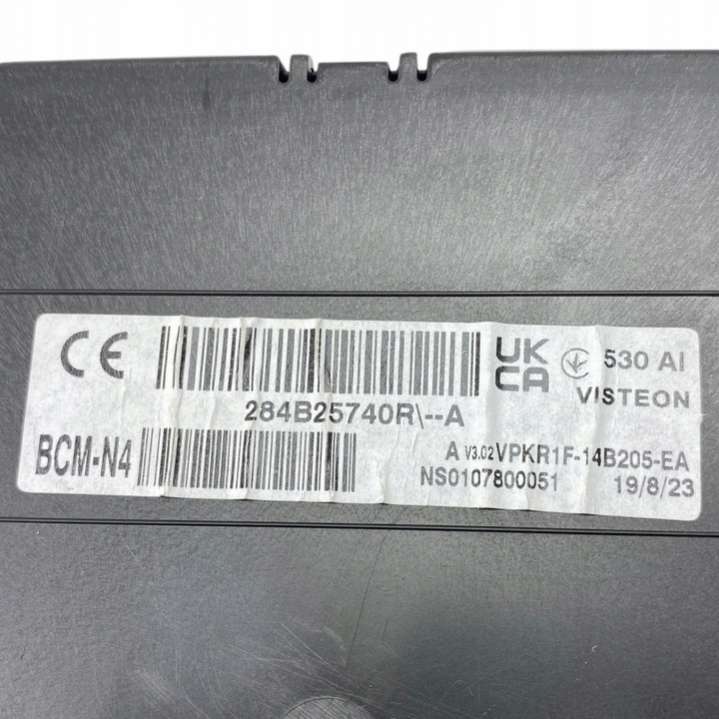 CE
UK CA
530 AI
VISTEON
284B25740R\--A
BCM-N4
A V3.02 VPKR1F-14B205-EA
NS0107800051 19/8/23